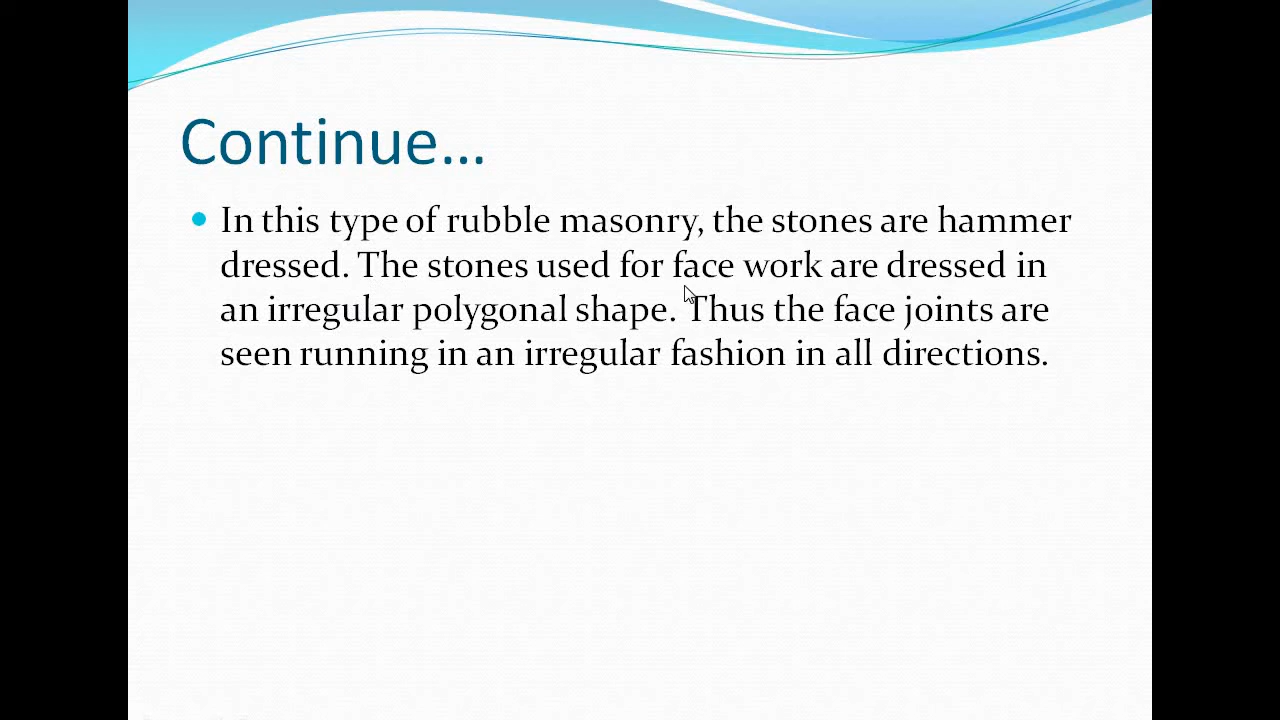 Continue...
In this type of rubble masonry, the stones are hammer
dressed. The stones used for face work are dressed in
an irregular polygonal shape. Thus the face joints are
seen running in an irregular fashion in all directions.